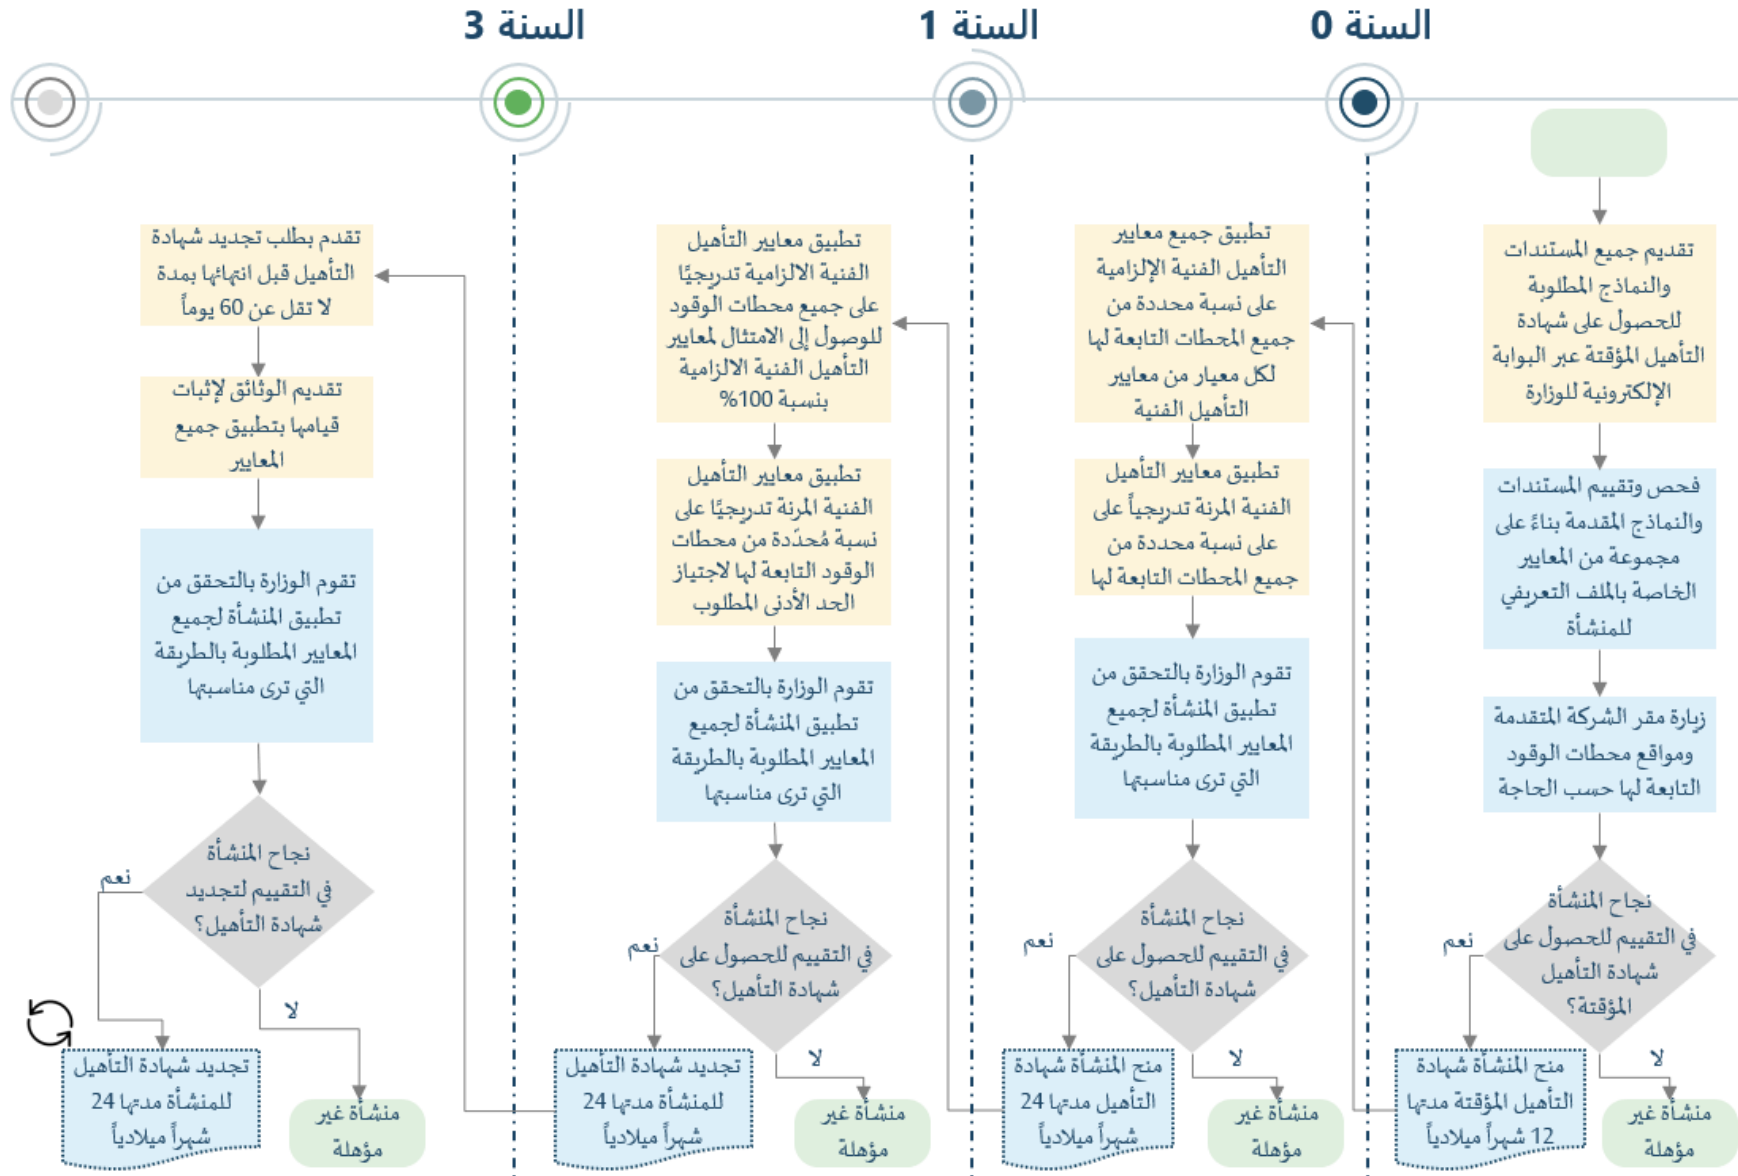 السنة 0
السنة 1
السنة 3
تقديم جميع المستندات
والنماذج المطلوبة
للحصول على شهادة
التأهيل المؤقتة عبر البوابة
الإلكترونية للوزارة
فحص وتقييم المستندات
والنماذج المقدمة بناءً على
مجموعة من المعايير
الخاصة بالملف التعريفي
للمنشأة
زيارة مقر الشركة المتقدمة
ومواقع محطات الوقود
التابعة لها حسب الحاجة
نجاح المنشأة
في التقييم للحصول على
شهادة التأهيل
المؤقتة؟
نعم
لا
منح المنشأة شهادة
التأهيل المؤقتة مدتها
12 شهراً ميلادياً
منشأة غير
مؤهلة
تطبيق جميع معايير
التأهيل الفنية الإلزامية
على نسبة محددة من
جميع المحطات التابعة لها
لكل معيار من معايير
التأهيل الفنية
تطبيق معايير التأهيل
الفنية المرنة تدريجياً على
على نسبة محددة من
جميع المحطات التابعة لها
تقوم الوزارة بالتحقق من
تطبيق المنشأة لجميع
المعايير المطلوبة بالطريقة
التي ترى مناسبتها
نجاح المنشأة
في التقييم للحصول على
شهادة التأهيل؟
نعم
لا
منح المنشأة شهادة
التأهيل مدتها 24
شهراً ميلادياً
منشأة غير
مؤهلة
تطبيق معايير التأهيل
الفنية الالزامية تدريجيًا
على جميع محطات الوقود
للوصول إلى الامتثال لمعايير
التأهيل الفنية الالزامية
بنسبة 100%
تطبيق معايير التأهيل
الفنية المرنة تدريجيًا على
نسبة مُحدّدة من محطات
الوقود التابعة لها لاجتياز
الحد الأدنى المطلوب
تقوم الوزارة بالتحقق من
تطبيق المنشأة لجميع
المعايير المطلوبة بالطريقة
التي ترى مناسبتها
نجاح المنشأة
في التقييم للحصول على
شهادة التأهيل؟
نعم
لا
تجديد شهادة التأهيل
للمنشأة مدتها 24
شهراً ميلادياً
منشأة غير
مؤهلة
تقدم بطلب تجديد شهادة
التأهيل قبل انتهائها بمدة
لا تقل عن 60 يوماً
تقديم الوثائق لإثبات
قيامها بتطبيق جميع
المعايير
تقوم الوزارة بالتحقق من
تطبيق المنشأة لجميع
المعايير المطلوبة بالطريقة
التي ترى مناسبتها
نجاح المنشأة
في التقييم لتجديد
شهادة التأهيل؟
نعم
لا
تجديد شهادة التأهيل
للمنشأة مدتها 24
شهراً ميلادياً
منشأة غير
مؤهلة